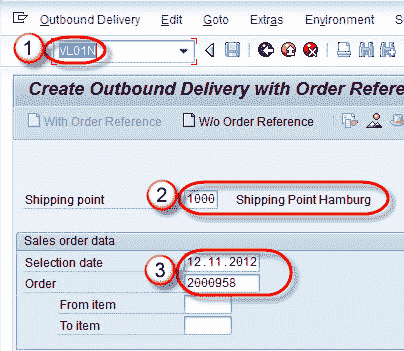 Outbound Delivery Edit Goto Extras Environment S
1 VL01N
Create Outbound Delivery with Order Refere
With Order Reference W/o Order Reference
Shipping point 2 1000 Shipping Point Hamburg
Sales order data
Selection date 3 12.11.2012
Order 2000958
From item
To item